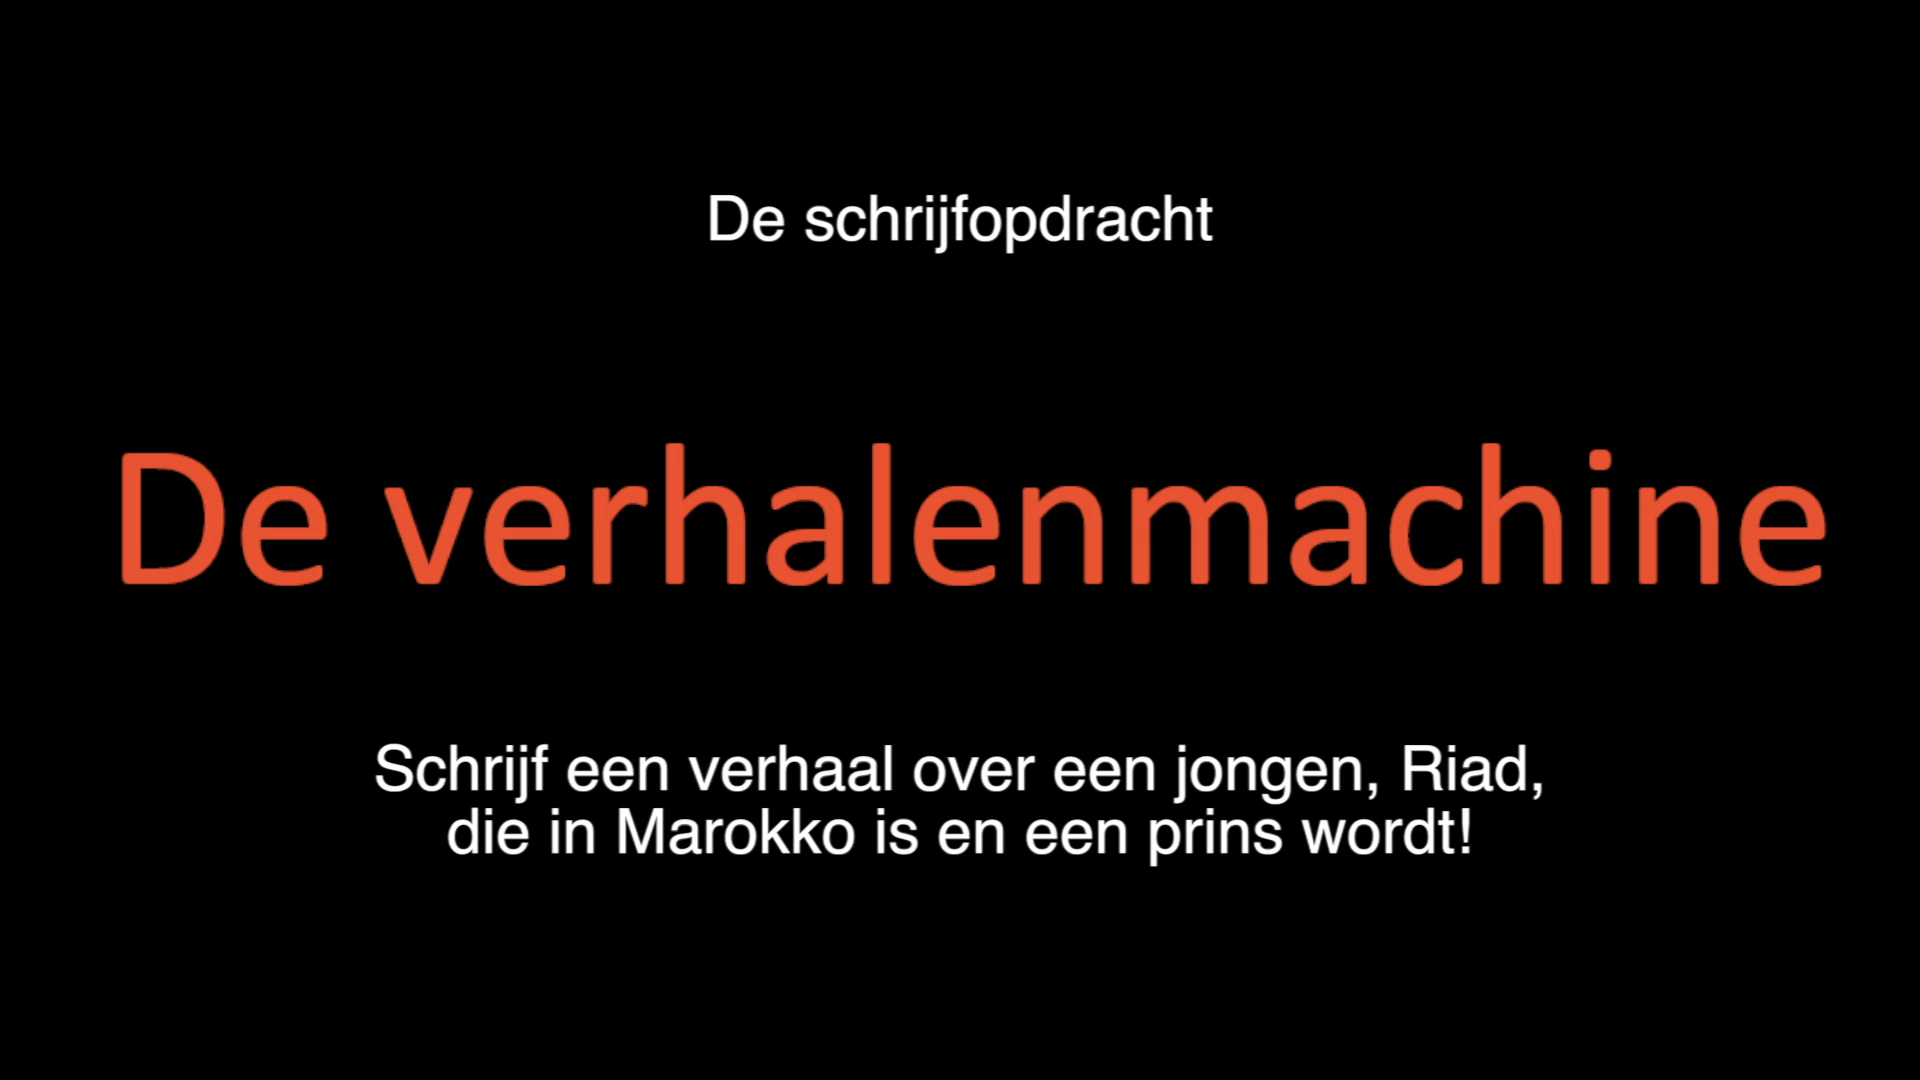 De schrijfopdracht
De verhalenmachine
Schrijf een verhaal over een jongen, Riad,
die in Marokko is en een prins wordt!